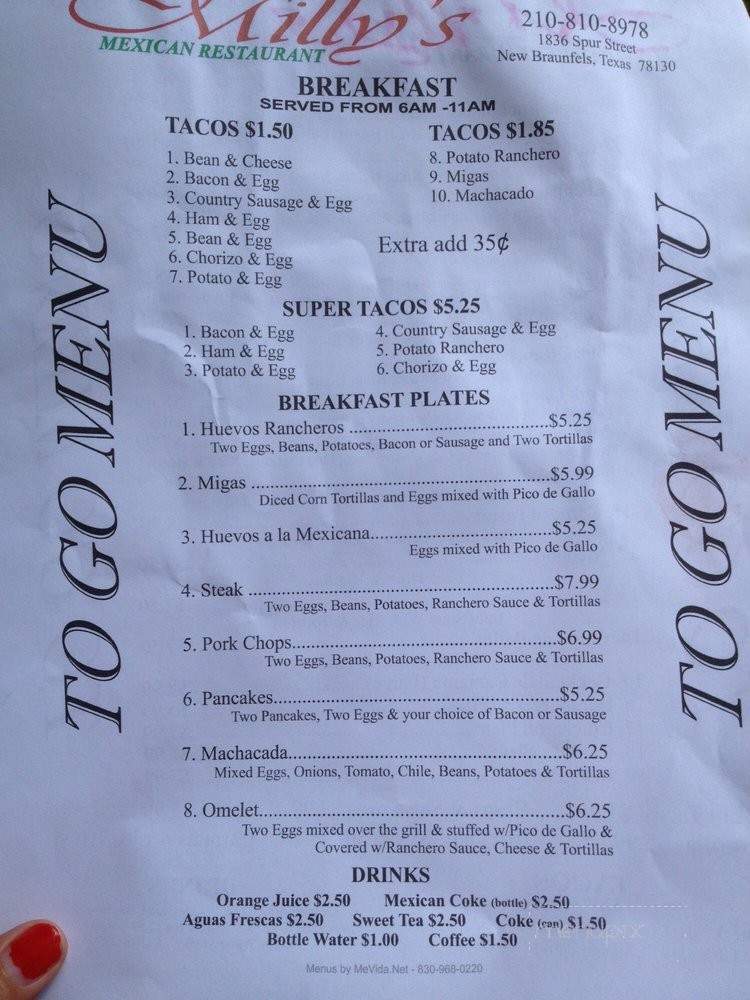 Milly's
MEXICAN RESTAURANT
210-810-8978
1836 Spur Street
New Braunfels, Texas 78130
BREAKFAST
SERVED FROM 6AM -11AM
TACOS $1.50
1. Bean & Cheese
2. Bacon & Egg
3. Country Sausage & Egg
4. Ham & Egg
5. Bean & Egg
6. Chorizo & Egg
7. Potato & Egg
TACOS $1.85
8. Potato Ranchero
9. Migas
10. Machacado
Extra add 35¢
SUPER TACOS $5.25
1. Bacon & Egg
2. Ham & Egg
3. Potato & Egg
4. Country Sausage & Egg
5. Potato Ranchero
6. Chorizo & Egg
BREAKFAST PLATES
1. Huevos Rancheros ..........................................$5.25
Two Eggs, Beans, Potatoes, Bacon or Sausage and Two Tortillas
2. Migas ..............................................................$5.99
Diced Corn Tortillas and Eggs mixed with Pico de Gallo
3. Huevos a la Mexicana......................................$5.25
Eggs mixed with Pico de Gallo
4. Steak ................................................................$7.99
Two Eggs, Beans, Potatoes, Ranchero Sauce & Tortillas
5. Pork Chops.......................................................$6.99
Two Eggs, Beans, Potatoes, Ranchero Sauce & Tortillas
6. Pancakes............................................................$5.25
Two Pancakes, Two Eggs & your choice of Bacon or Sausage
7. Machacada.........................................................$6.25
Mixed Eggs, Onions, Tomato, Chile, Beans, Potatoes & Tortillas
8. Omelet................................................................$6.25
Two Eggs mixed over the grill & stuffed w/Pico de Gallo &
Covered w/Ranchero Sauce, Cheese & Tortillas
DRINKS
Orange Juice $2.50 Mexican Coke (bottle) $2.50
Aguas Frescas $2.50 Sweet Tea $2.50 Coke (can) $1.50
Bottle Water $1.00 Coffee $1.50
Menus by MeVida.Net - 830-968-0220
TO GO MENU
TO GO MENU